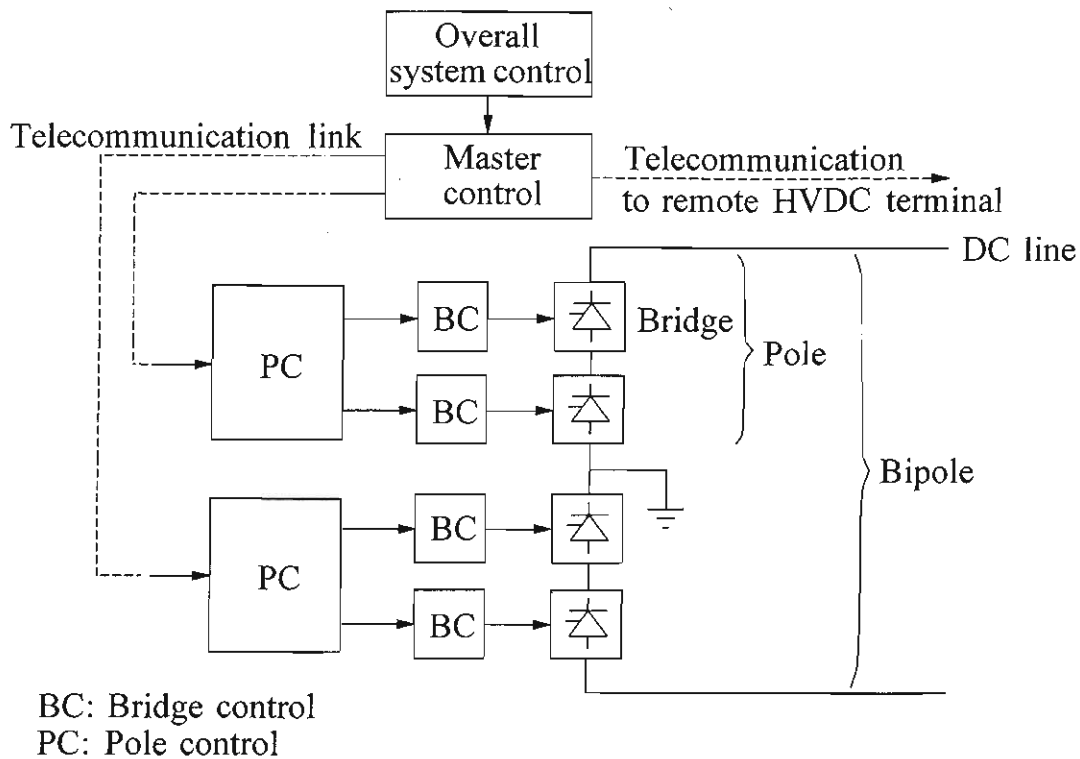 Overall
system control
Telecommunication link
Master
control
Telecommunication
to remote HVDC terminal
DC line
PC
BC
Bridge
Pole
BC
Bipole
PC
BC
BC
BC: Bridge control
PC: Pole control